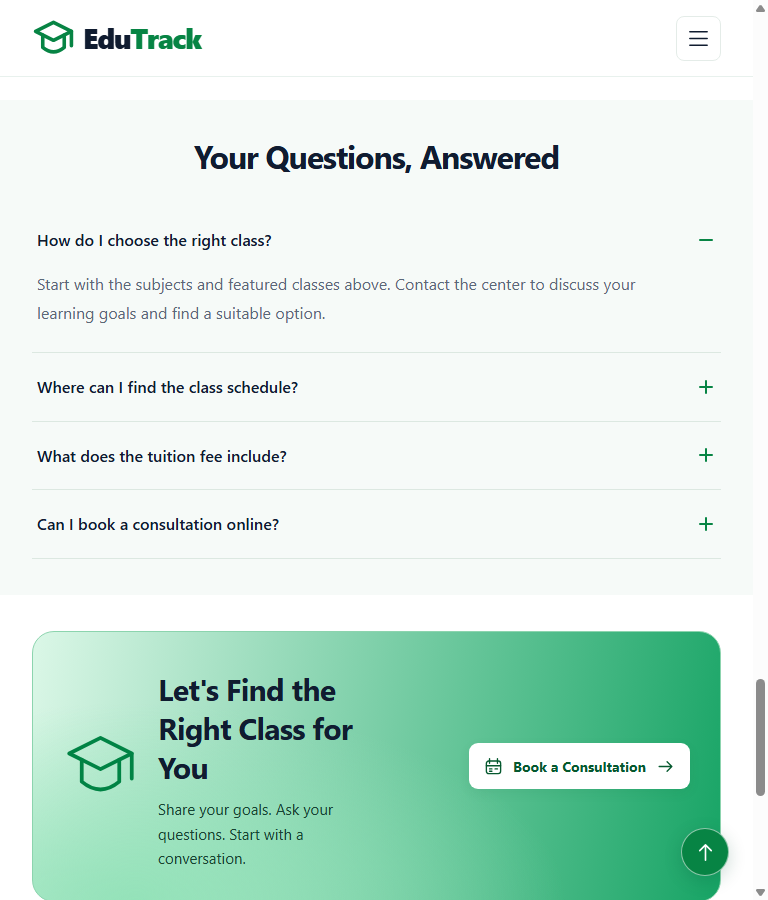 EduTrack
Your Questions, Answered
How do I choose the right class?
Start with the subjects and featured classes above. Contact the center to discuss your
learning goals and find a suitable option.
Where can I find the class schedule?
What does the tuition fee include?
Can I book a consultation online?
Let's Find the
Right Class for
You
Share your goals. Ask your
questions. Start with a
conversation.
Book a Consultation